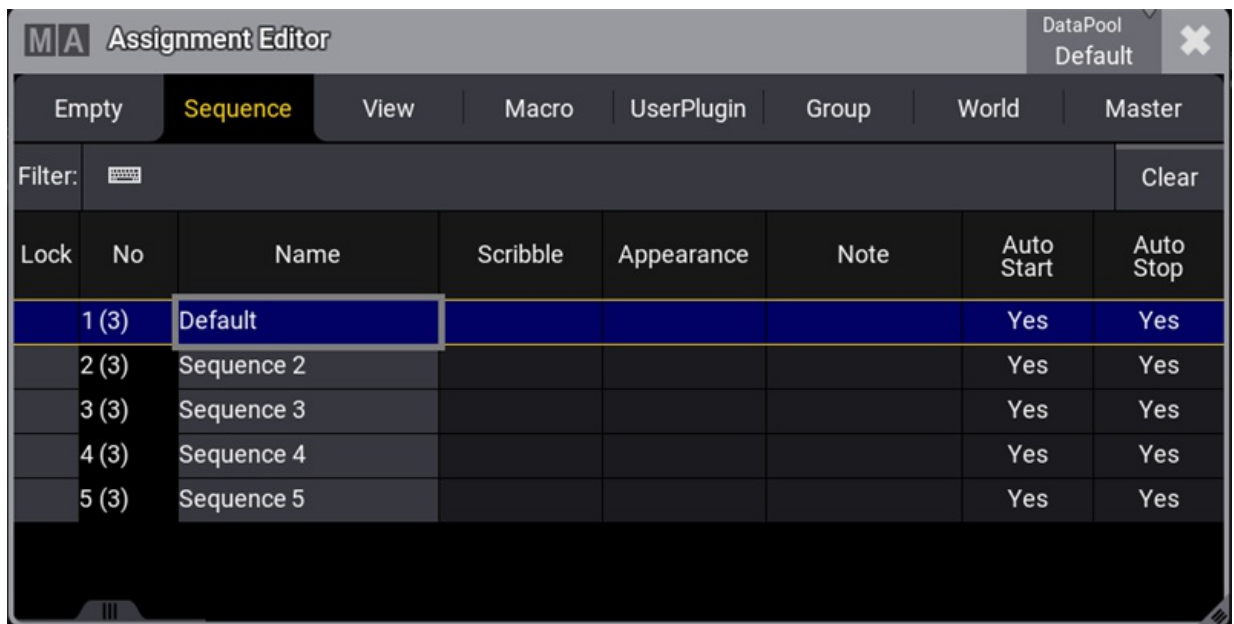 MA Assignment Editor DataPool
Default
Empty Sequence View Macro UserPlugin Group World Master
Filter: Clear
Lock No Name Scribble Appearance Note Auto Start Auto Stop
1 (3) Default Yes Yes
2 (3) Sequence 2 Yes Yes
3 (3) Sequence 3 Yes Yes
4 (3) Sequence 4 Yes Yes
5 (3) Sequence 5 Yes Yes